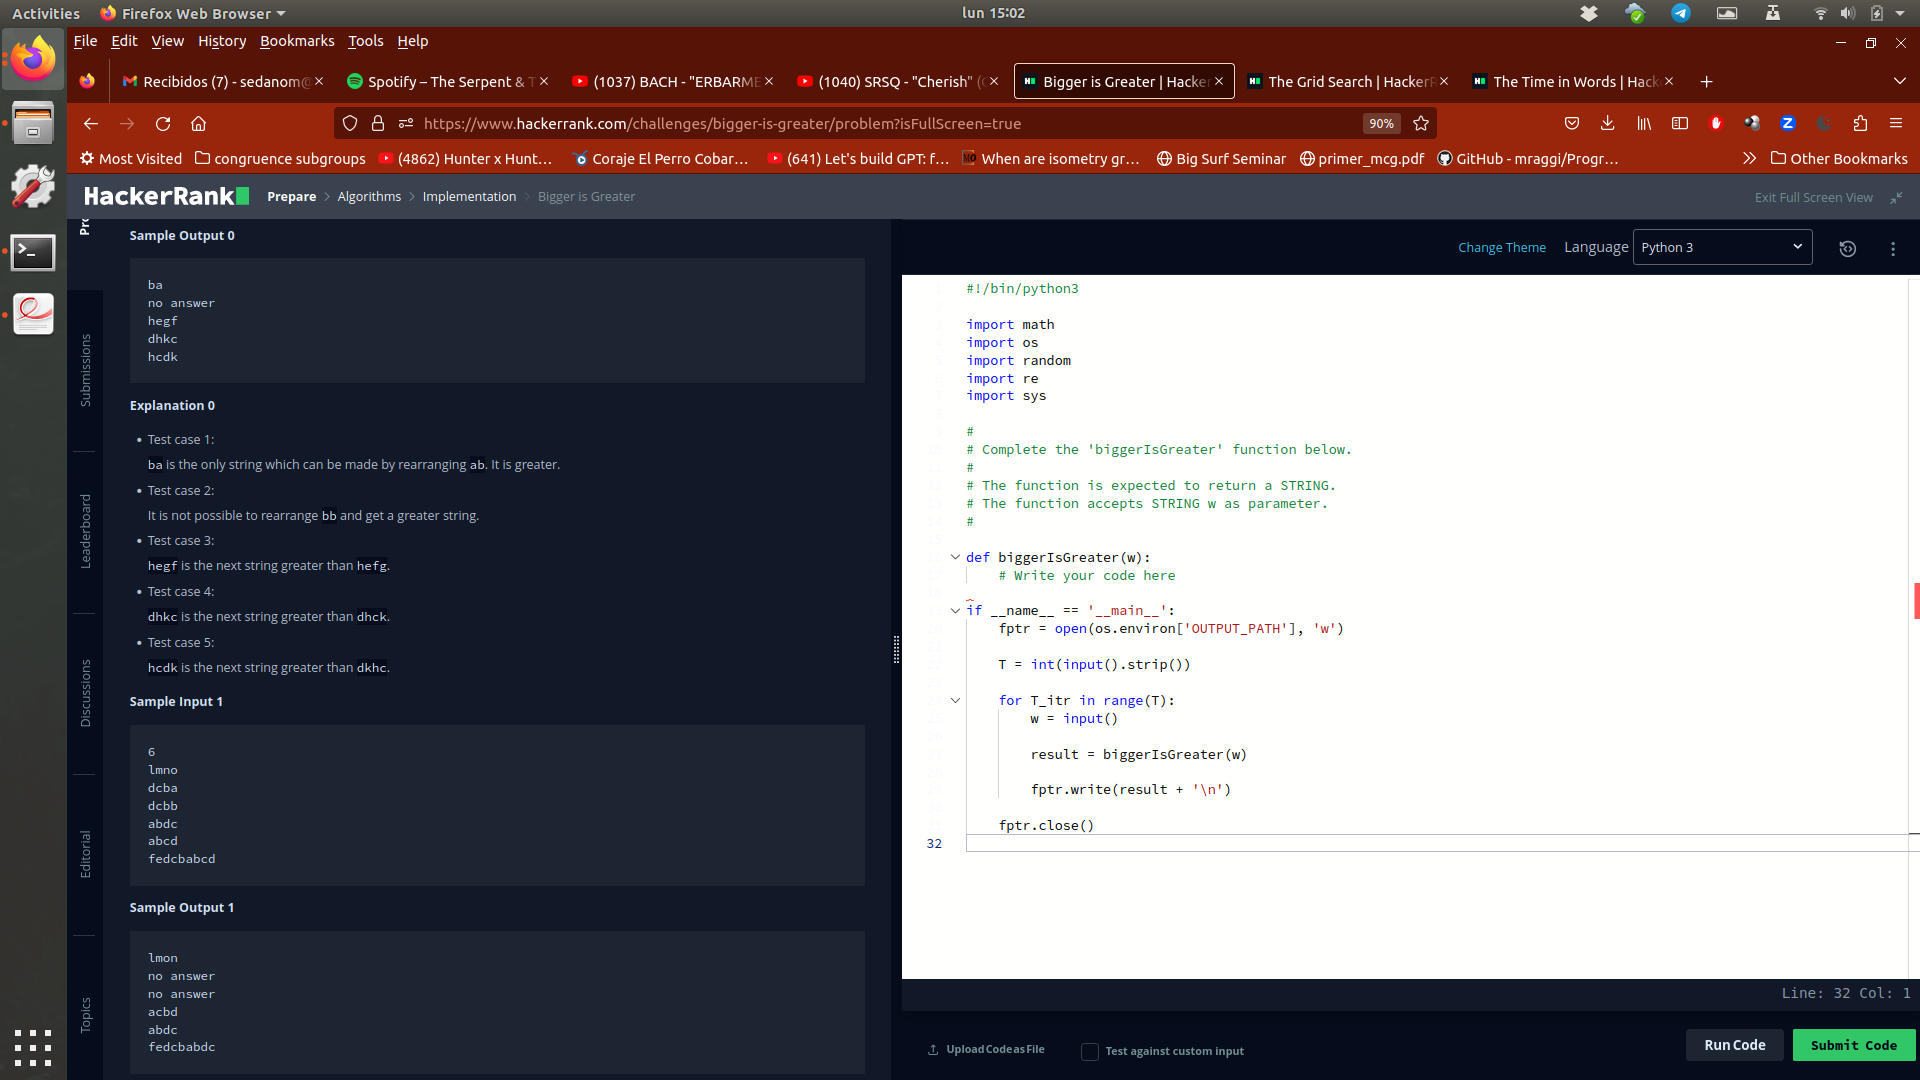 Activities Firefox Web Browser lun 15:02
File Edit View History Bookmarks Tools Help
Recibidos (7) - sedanom@ Spotify – The Serpent & T (1037) BACH - "ERBARME (1040) SRSQ - "Cherish" (C Bigger is Greater | Hacker The Grid Search | HackerR The Time in Words | Hack
https://www.hackerrank.com/challenges/bigger-is-greater/problem?isFullScreen=true 90%
Most Visited congruence subgroups (4862) Hunter x Hunt… Coraje El Perro Cobar… (641) Let's build GPT: f… When are isometry gr… Big Surf Seminar primer_mcg.pdf GitHub - mraggi/Progr… Other Bookmarks
HackerRank Prepare Algorithms Implementation Bigger is Greater Exit Full Screen View
Submissions
Leaderboard
Discussions
Editorial
Topics
Sample Output 0
ba
no answer
hegf
dhkc
hcdk
Explanation 0
• Test case 1:
ba is the only string which can be made by rearranging ab. It is greater.
• Test case 2:
It is not possible to rearrange bb and get a greater string.
• Test case 3:
hegf is the next string greater than hefg.
• Test case 4:
dhkc is the next string greater than dhck.
• Test case 5:
hcdk is the next string greater than dkhc.
Sample Input 1
6
lmno
dcba
dcbb
abdc
abcd
fedcbabcd
Sample Output 1
lmon
no answer
no answer
acbd
abdc
fedcbabdc
Change Theme Language Python 3
#!/bin/python3
import math
import os
import random
import re
import sys
#
# Complete the 'biggerIsGreater' function below.
#
# The function is expected to return a STRING.
# The function accepts STRING w as parameter.
#
def biggerIsGreater(w):
# Write your code here
if __name__ == '__main__':
fptr = open(os.environ['OUTPUT_PATH'], 'w')
T = int(input().strip())
for T_itr in range(T):
w = input()
result = biggerIsGreater(w)
fptr.write(result + '\n')
fptr.close()
32
Line: 32 Col: 1
Upload Code as File Test against custom input Run Code Submit Code